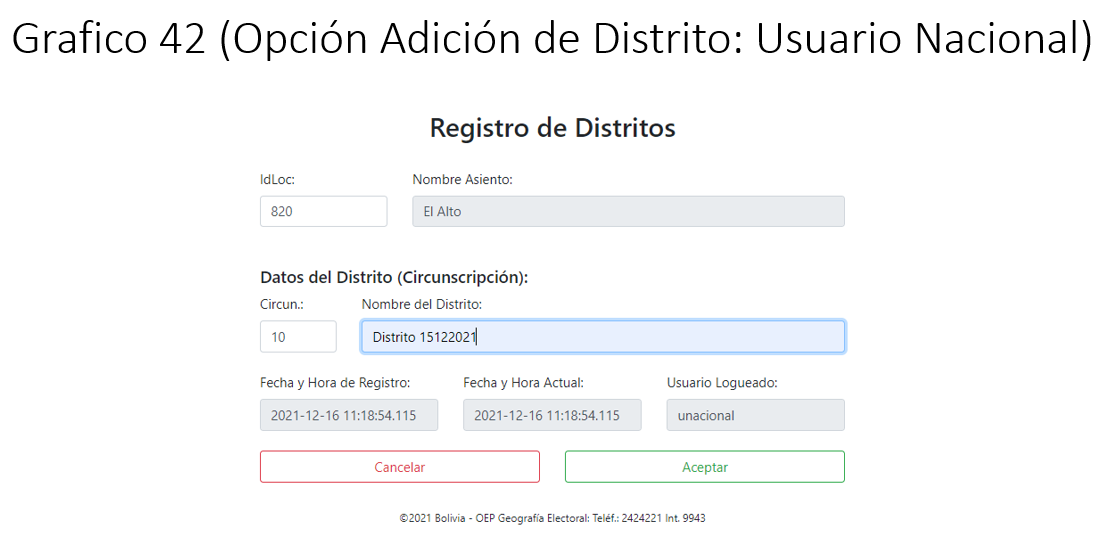 Grafico 42 (Opción Adición de Distrito: Usuario Nacional)
Registro de Distritos
IdLoc: Nombre Asiento:
820 El Alto
Datos del Distrito (Circunscripción):
Circun.: Nombre del Distrito:
10 Distrito 15122021
Fecha y Hora de Registro: Fecha y Hora Actual: Usuario Logueado:
2021-12-16 11:18:54.115 2021-12-16 11:18:54.115 unacional
Cancelar Aceptar
©2021 Bolivia - OEP Geografía Electoral: Teléf.: 2424221 Int. 9943